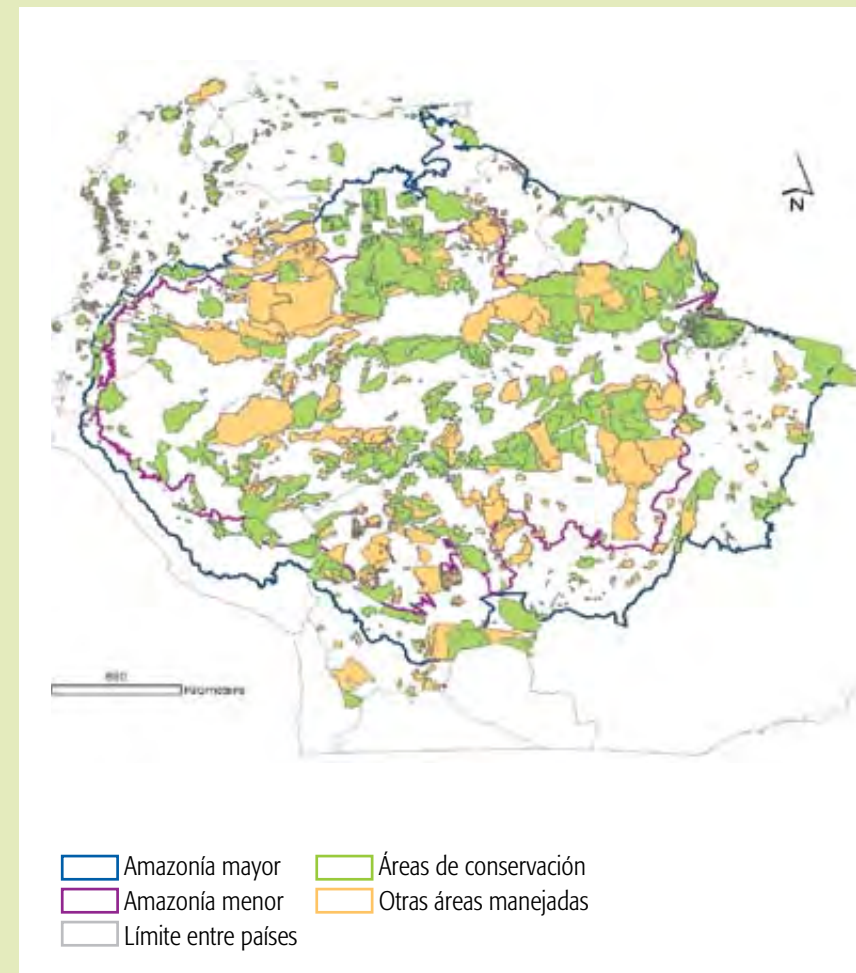 N
Amazonía mayor
Áreas de conservación
Amazonía menor
Otras áreas manejadas
Límite entre países